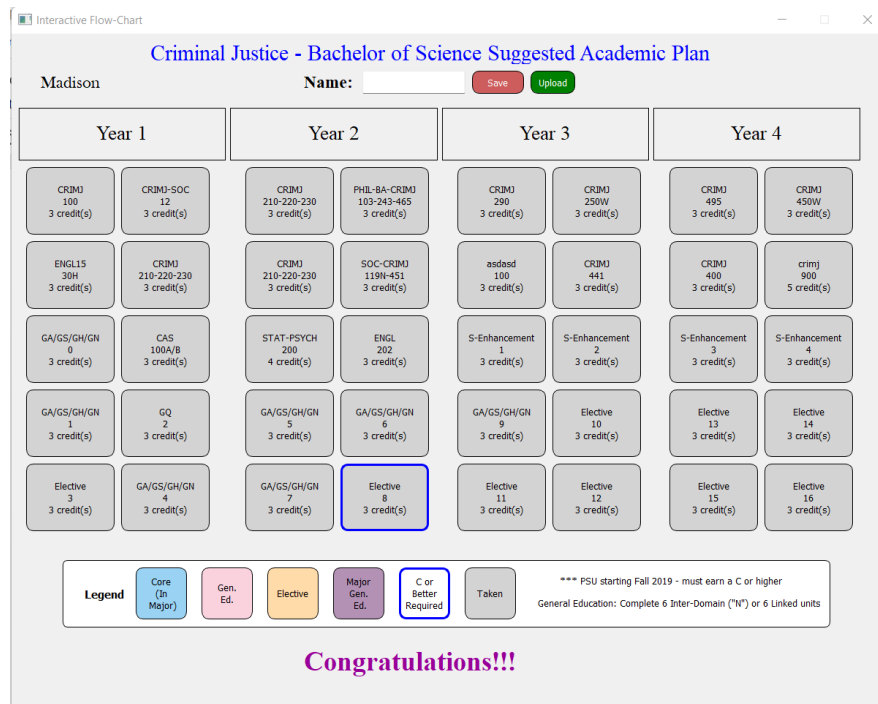 Interactive Flow-Chart
Criminal Justice - Bachelor of Science Suggested Academic Plan
Madison Name: Save Upload
Year 1 Year 2 Year 3 Year 4
CRIMJ CRIMJ-SOC CRIMJ PHIL-BA-CRIMJ CRIMJ CRIMJ CRIMJ CRIMJ
100 12 210-220-230 103-243-465 290 250W 495 450W
3 credit(s) 3 credit(s) 3 credit(s) 3 credit(s) 3 credit(s) 3 credit(s) 3 credit(s) 3 credit(s)
ENGL15 CRIMJ CRIMJ SOC-CRIMJ asdasd CRIMJ CRIMJ crimj
30H 210-220-230 210-220-230 119N-451 100 441 400 900
3 credit(s) 3 credit(s) 3 credit(s) 3 credit(s) 3 credit(s) 3 credit(s) 3 credit(s) 5 credit(s)
GA/GS/GH/GN CAS STAT-PSYCH ENGL S-Enhancement S-Enhancement S-Enhancement S-Enhancement
0 100A/B 200 202 1 2 3 4
3 credit(s) 3 credit(s) 4 credit(s) 3 credit(s) 3 credit(s) 3 credit(s) 3 credit(s) 3 credit(s)
GA/GS/GH/GN GQ GA/GS/GH/GN GA/GS/GH/GN GA/GS/GH/GN Elective Elective Elective
1 2 5 6 9 10 13 14
3 credit(s) 3 credit(s) 3 credit(s) 3 credit(s) 3 credit(s) 3 credit(s) 3 credit(s) 3 credit(s)
Elective GA/GS/GH/GN GA/GS/GH/GN Elective Elective Elective Elective Elective
3 4 7 8 11 12 15 16
3 credit(s) 3 credit(s) 3 credit(s) 3 credit(s) 3 credit(s) 3 credit(s) 3 credit(s) 3 credit(s)
Legend
Core
(In
Major)
Gen.
Ed.
Elective
Major
Gen.
Ed.
C or
Better
Required
Taken
*** PSU starting Fall 2019 - must earn a C or higher
General Education: Complete 6 Inter-Domain ("N") or 6 Linked units
Congratulations!!!